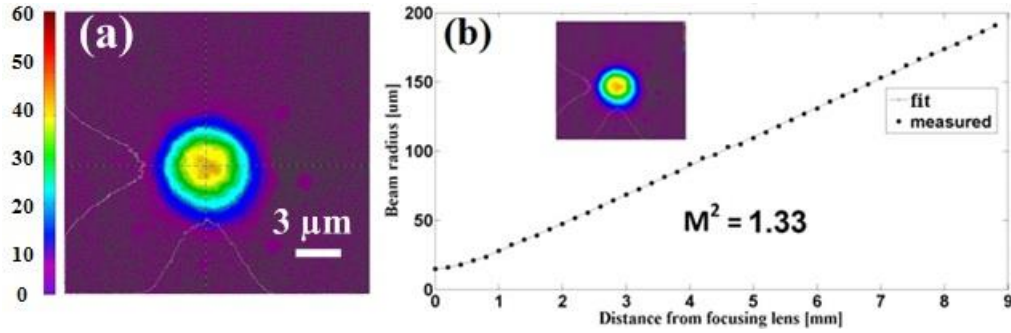 60
50
40
30
20
10
0
(a)
3 µm
(b)
200
150
100
50
0
Beam radius [um]
fit
measured
M² = 1.33
0 1 2 3 4 5 6 7 8 9
Distance from focusing lens [mm]